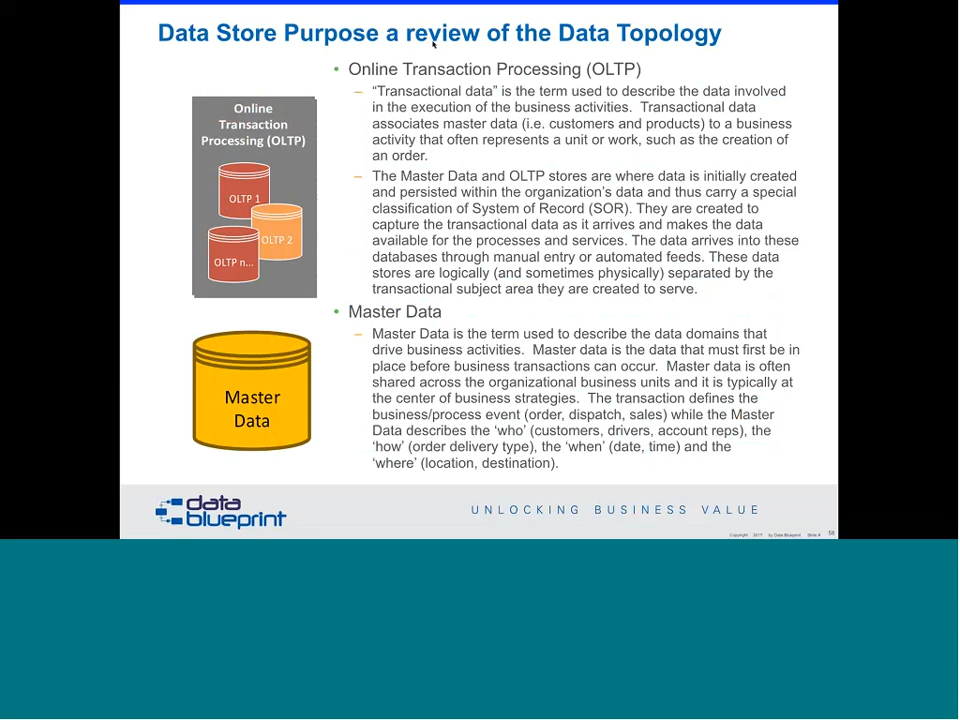 Data Store Purpose a review of the Data Topology
Online
Transaction
Processing (OLTP)
OLTP 1
OLTP 2
OLTP n...
• Online Transaction Processing (OLTP)
– “Transactional data” is the term used to describe the data involved
in the execution of the business activities.  Transactional data
associates master data (i.e. customers and products) to a business
activity that often represents a unit or work, such as the creation of
an order.
– The Master Data and OLTP stores are where data is initially created
and persisted within the organization’s data and thus carry a special
classification of System of Record (SOR). They are created to
capture the transactional data as it arrives and makes the data
available for the processes and services. The data arrives into these
databases through manual entry or automated feeds. These data
stores are logically (and sometimes physically) separated by the
transactional subject area they are created to serve.
Master
Data
• Master Data
– Master Data is the term used to describe the data domains that
drive business activities.  Master data is the data that must first be in
place before business transactions can occur.  Master data is often
shared across the organizational business units and it is typically at
the center of business strategies.  The transaction defines the
business/process event (order, dispatch, sales) while the Master
Data describes the ‘who’ (customers, drivers, account reps), the
‘how’ (order delivery type), the ‘when’ (date, time) and the
‘where’ (location, destination).
data
blueprint
UNLOCKING BUSINESS VALUE
Copyright 2017 by Data Blueprint Slide # 58